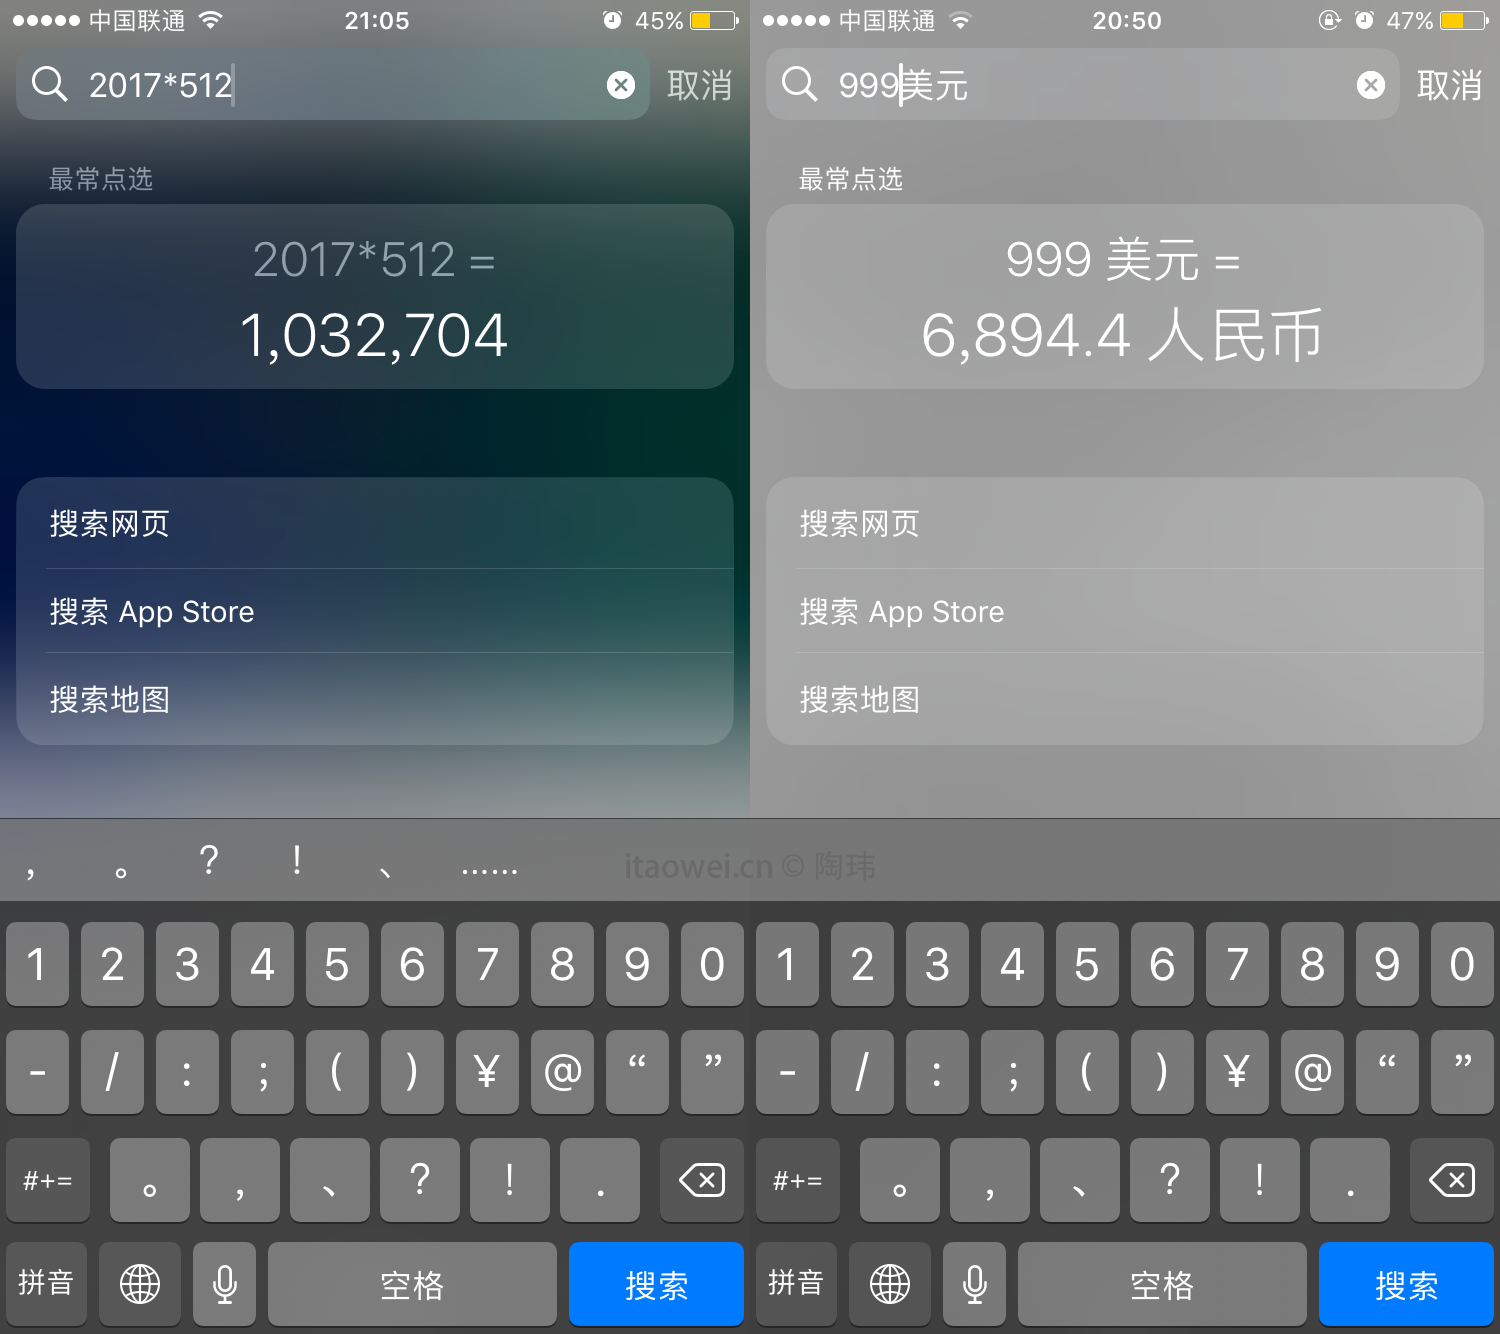 中国联通 21:05 45%
2017*512 取消
最常点选
2017*512 =
1,032,704
搜索网页
搜索 App Store
搜索地图
， 。 ? ! 、 ……
1 2 3 4 5 6 7 8 9 0
- / : ; ( ) ¥ @ “ ”
#+= 。 ， 、 ? ! .
拼音 空格 搜索
中国联通 20:50 47%
999美元 取消
最常点选
999 美元 =
6,894.4 人民币
搜索网页
搜索 App Store
搜索地图
itaowei.cn © 陶玮
1 2 3 4 5 6 7 8 9 0
- / : ; ( ) ¥ @ “ ”
#+= 。 ， 、 ? ! .
拼音 空格 搜索